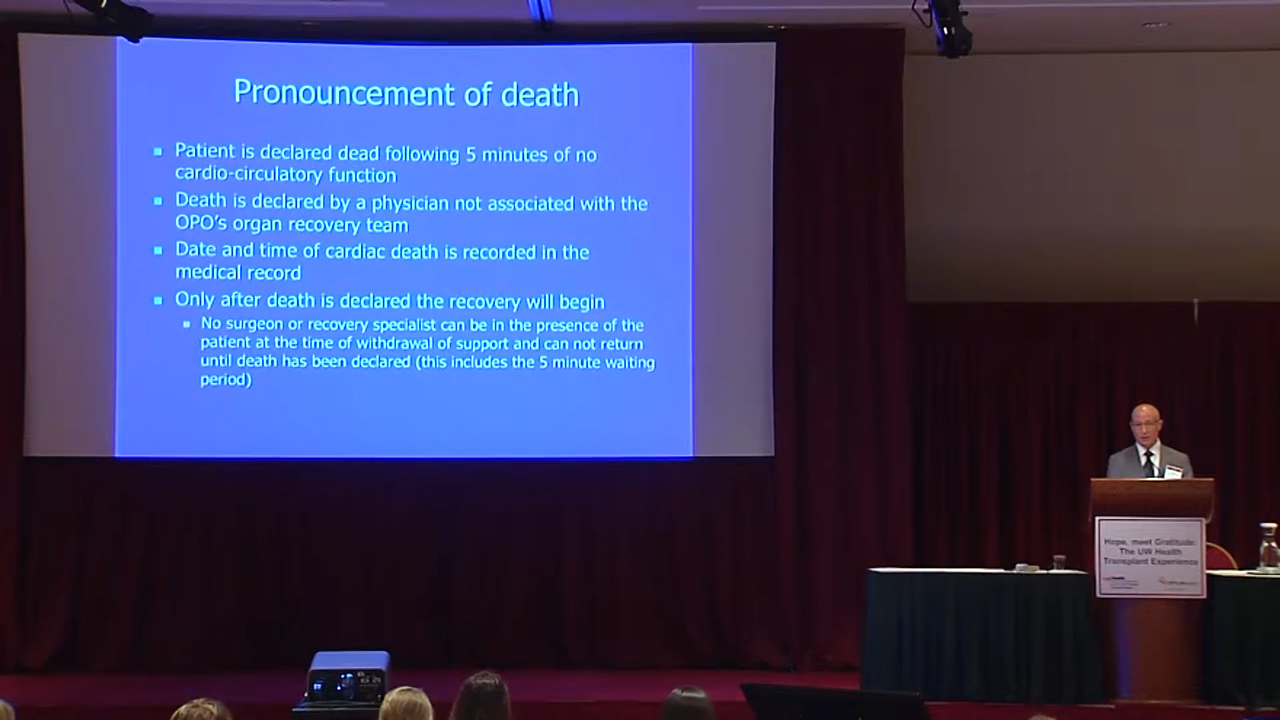 Pronouncement of death
Patient is declared dead following 5 minutes of no
cardio-circulatory function
Death is declared by a physician not associated with the
OPO's organ recovery team
Date and time of cardiac death is recorded in the
medical record
Only after death is declared the recovery will begin
No surgeon or recovery specialist can be in the presence of the
patient at the time of withdrawal of support and can not return
until death has been declared (this includes the 5 minute waiting
period)
Hope, meet Gratitude:
The UW Health
Transplant Experience